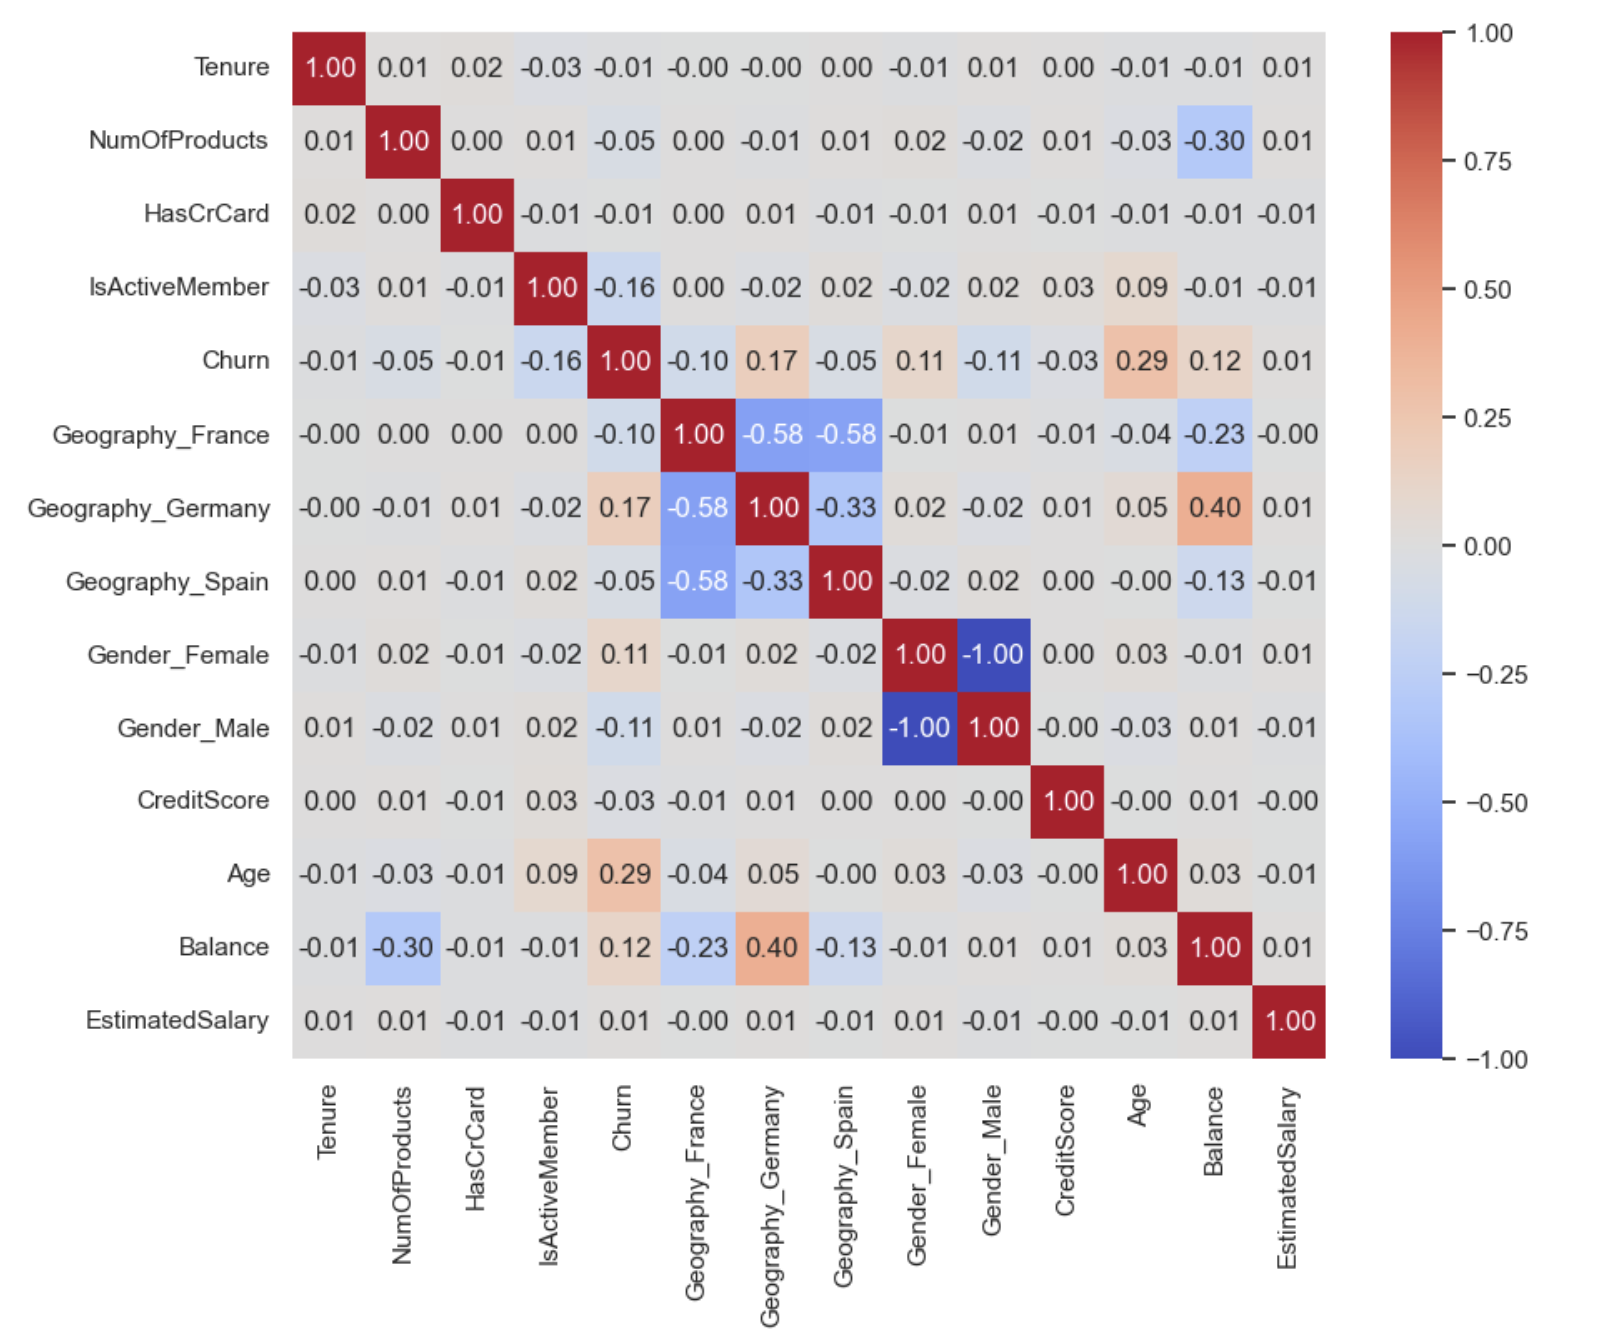 Tenure 1.00 0.01 0.02 -0.03 -0.01 -0.00 -0.00 0.00 -0.01 0.01 0.00 -0.01 -0.01 0.01
NumOfProducts 0.01 1.00 0.00 0.01 -0.05 0.00 -0.01 0.01 0.02 -0.02 0.01 -0.03 -0.30 0.01
HasCrCard 0.02 0.00 1.00 -0.01 -0.01 0.00 0.01 -0.01 -0.01 0.01 -0.01 -0.01 -0.01 -0.01
IsActiveMember -0.03 0.01 -0.01 1.00 -0.16 0.00 -0.02 0.02 -0.02 0.02 0.03 0.09 -0.01 -0.01
Churn -0.01 -0.05 -0.01 -0.16 1.00 -0.10 0.17 -0.05 0.11 -0.11 -0.03 0.29 0.12 0.01
Geography_France -0.00 0.00 0.00 0.00 -0.10 1.00 -0.58 -0.58 -0.01 0.01 -0.01 -0.04 -0.23 -0.00
Geography_Germany -0.00 -0.01 0.01 -0.02 0.17 -0.58 1.00 -0.33 0.02 -0.02 0.01 0.05 0.40 0.01
Geography_Spain 0.00 0.01 -0.01 0.02 -0.05 -0.58 -0.33 1.00 -0.02 0.02 0.00 -0.00 -0.13 -0.01
Gender_Female -0.01 0.02 -0.01 -0.02 0.11 -0.01 0.02 -0.02 1.00 -1.00 0.00 0.03 -0.01 0.01
Gender_Male 0.01 -0.02 0.01 0.02 -0.11 0.01 -0.02 0.02 -1.00 1.00 -0.00 -0.03 0.01 -0.01
CreditScore 0.00 0.01 -0.01 0.03 -0.03 -0.01 0.01 0.00 0.00 -0.00 1.00 -0.00 0.01 -0.00
Age -0.01 -0.03 -0.01 0.09 0.29 -0.04 0.05 -0.00 0.03 -0.03 -0.00 1.00 0.03 -0.01
Balance -0.01 -0.30 -0.01 -0.01 0.12 -0.23 0.40 -0.13 -0.01 0.01 0.01 0.03 1.00 0.01
EstimatedSalary 0.01 0.01 -0.01 -0.01 0.01 -0.00 0.01 -0.01 0.01 -0.01 -0.00 -0.01 0.01 1.00
Tenure
NumOfProducts
HasCrCard
IsActiveMember
Churn
Geography_France
Geography_Germany
Geography_Spain
Gender_Female
Gender_Male
CreditScore
Age
Balance
EstimatedSalary
1.00
0.75
0.50
0.25
0.00
−0.25
−0.50
−0.75
−1.00